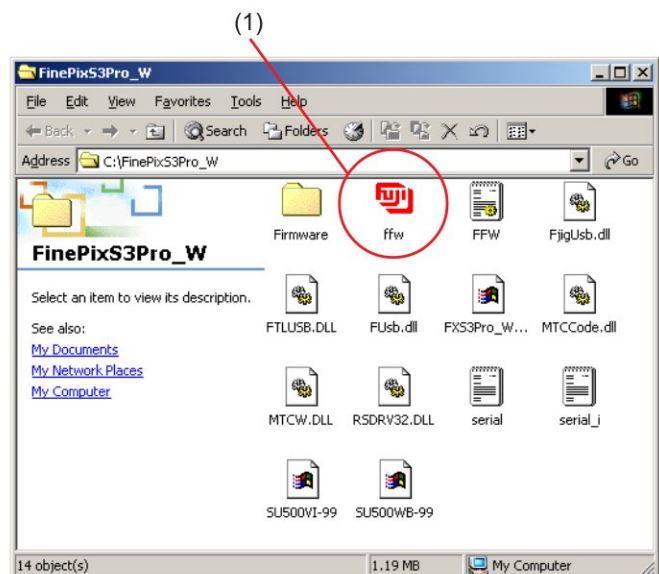 (1)
FinePixS3Pro_W
File Edit View Favorites Tools Help
Back Search Folders
Address C:\FinePixS3Pro_W Go
FUJI
Firmware ffw FFW FjigUsb.dll
FinePixS3Pro_W
Select an item to view its description.
See also:
My Documents
My Network Places
My Computer
FTLUSB.DLL FUsb.dll FXS3Pro_W... MTCCode.dll
MTCW.DLL RSDRV32.DLL serial serial_i
SU500VI-99 SU500WB-99
14 object(s) 1.19 MB My Computer